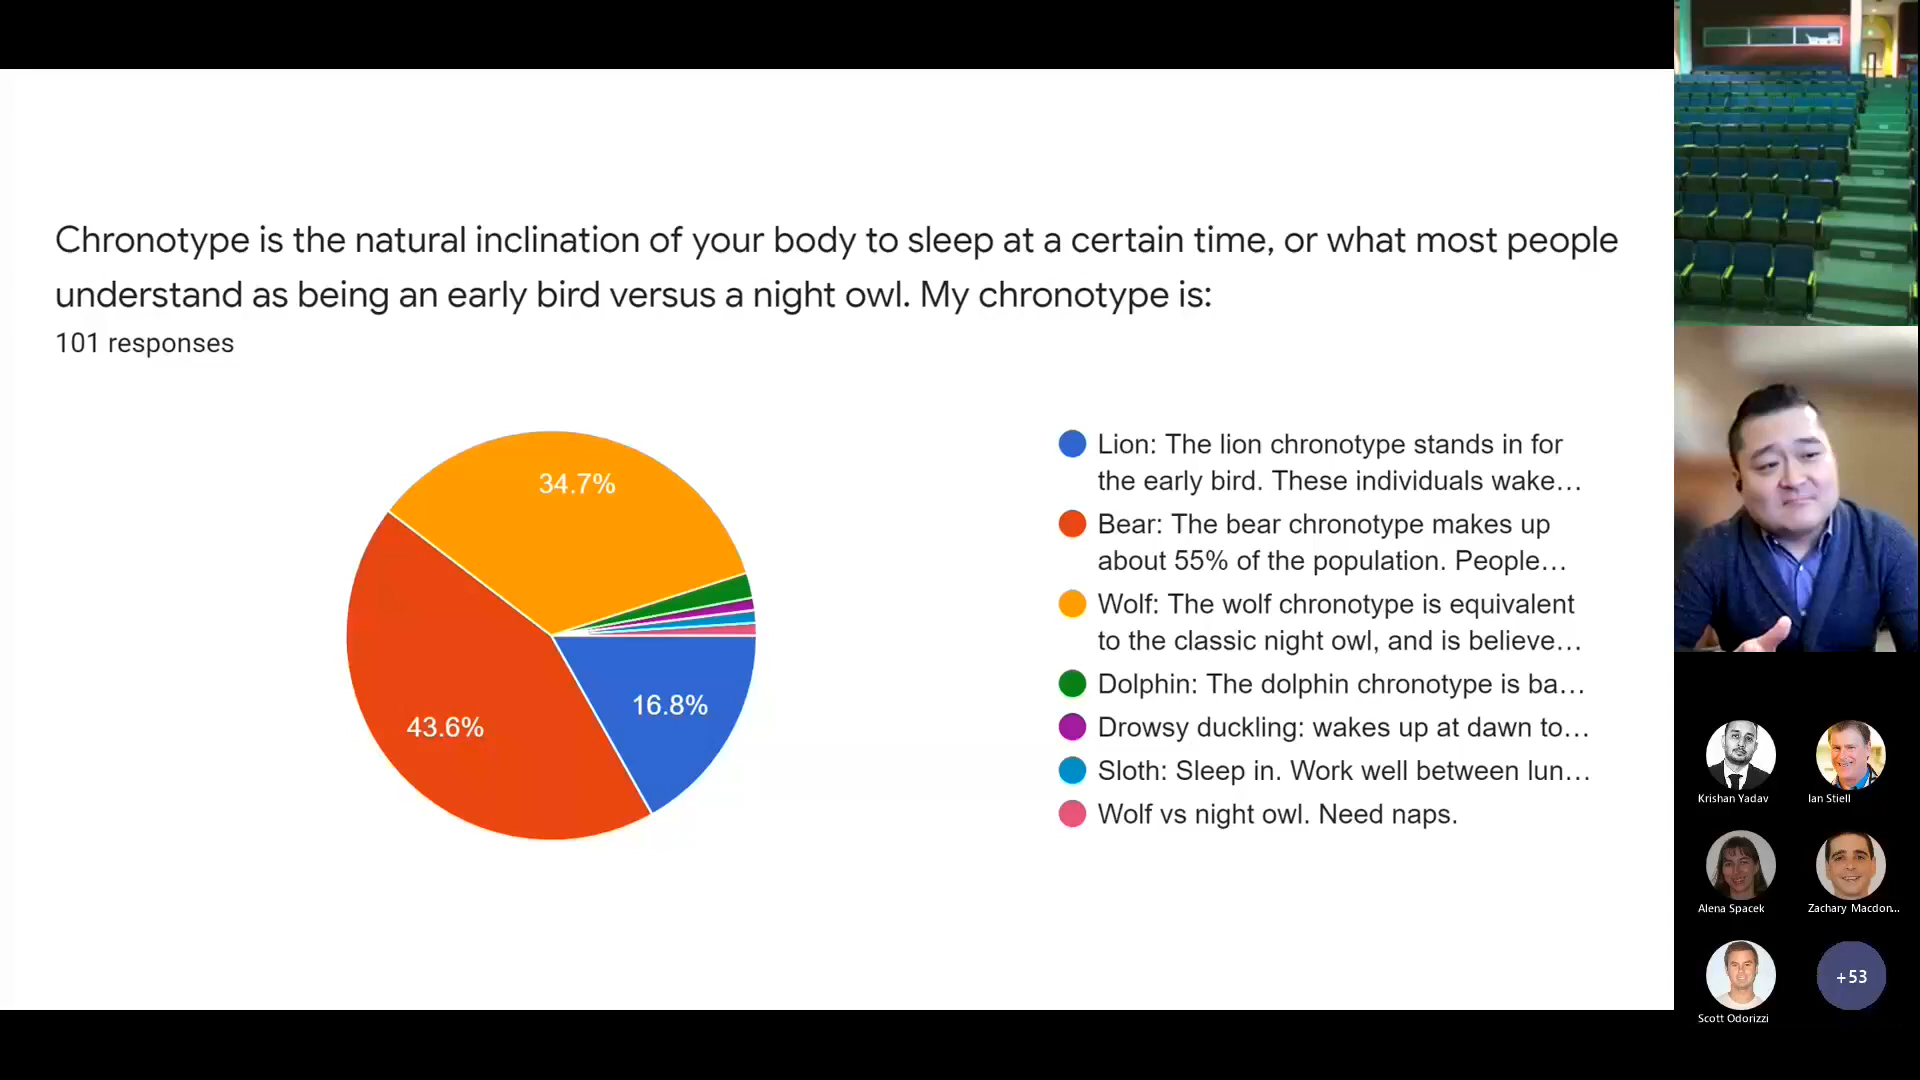 Chronotype is the natural inclination of your body to sleep at a certain time, or what most people
understand as being an early bird versus a night owl. My chronotype is:
101 responses
34.7%
43.6%
16.8%
Lion: The lion chronotype stands in for
the early bird. These individuals wake…
Bear: The bear chronotype makes up
about 55% of the population. People…
Wolf: The wolf chronotype is equivalent
to the classic night owl, and is believe…
Dolphin: The dolphin chronotype is ba…
Drowsy duckling: wakes up at dawn to…
Sloth: Sleep in. Work well between lun…
Wolf vs night owl. Need naps.
Krishan Yadav
Ian Stiell
Alena Spacek
Zachary Macdon...
Scott Odorizzi
+53